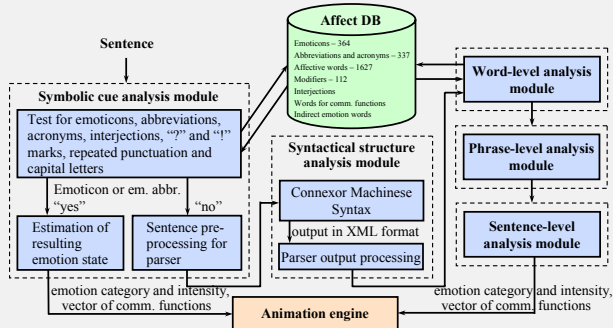 Affect DB
Emoticons – 364
Abbreviations and acronyms – 337
Affective words – 1627
Modifiers – 112
Interjections
Words for comm. functions
Indirect emotion words
Sentence
Symbolic cue analysis module
Test for emoticons, abbreviations,
acronyms, interjections, “?” and “!”
marks, repeated punctuation and
capital letters
Emoticon or em. abbr.
“yes”
“no”
Estimation of
resulting
emotion state
Sentence pre-
processing for
parser
Syntactical structure
analysis module
Connexor Machinese
Syntax
output in XML format
Parser output processing
Word-level analysis
module
Phrase-level analysis
module
Sentence-level
analysis module
emotion category and intensity,
vector of comm. functions
emotion category and intensity,
vector of comm. functions
Animation engine